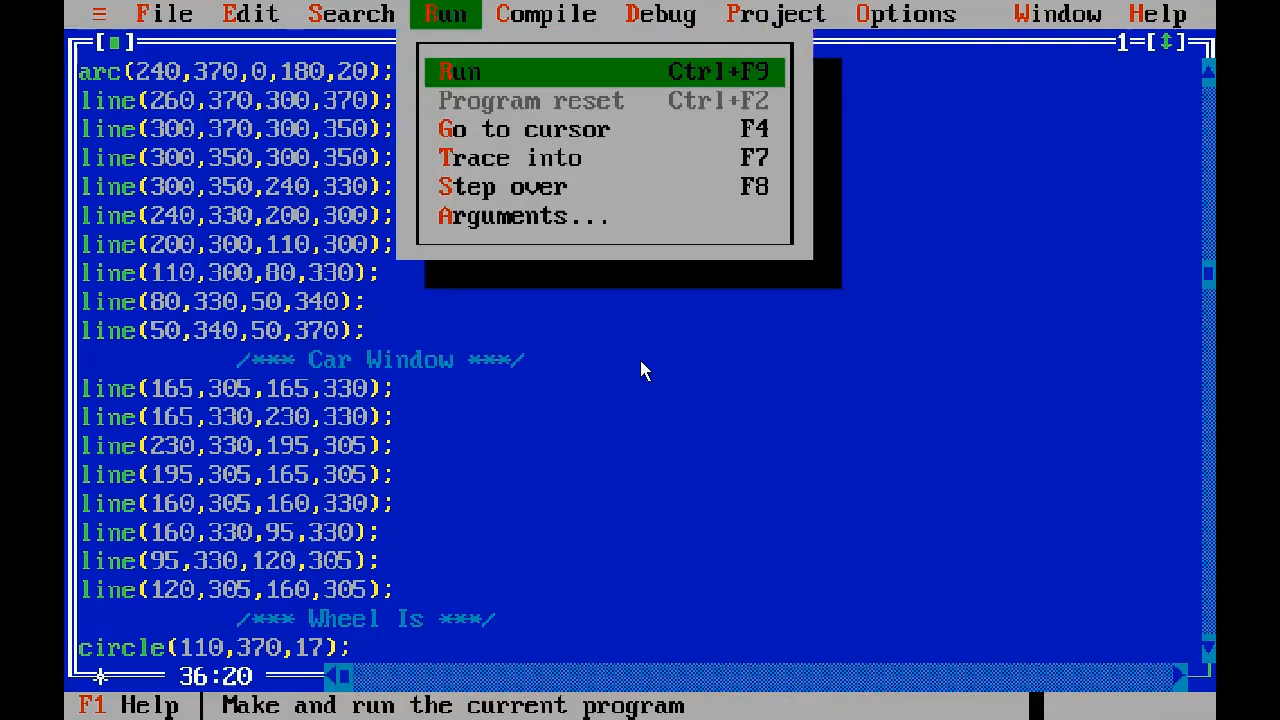 ≡ File Edit Search Run Compile Debug Project Options Window Help
[■] 1=[↕]
arc(240,370,0,180,20);
line(260,370,300,370);
line(300,370,300,350);
line(300,350,300,350);
line(300,350,240,330);
line(240,330,200,300);
line(200,300,110,300);
line(110,300,80,330);
line(80,330,50,340);
line(50,340,50,370);
/*** Car Window ***/
line(165,305,165,330);
line(165,330,230,330);
line(230,330,195,305);
line(195,305,165,305);
line(160,305,160,330);
line(160,330,95,330);
line(95,330,120,305);
line(120,305,160,305);
/*** Wheel Is ***/
circle(110,370,17);
Run Ctrl+F9
Program reset Ctrl+F2
Go to cursor F4
Trace into F7
Step over F8
Arguments...
36:20
F1 Help | Make and run the current program